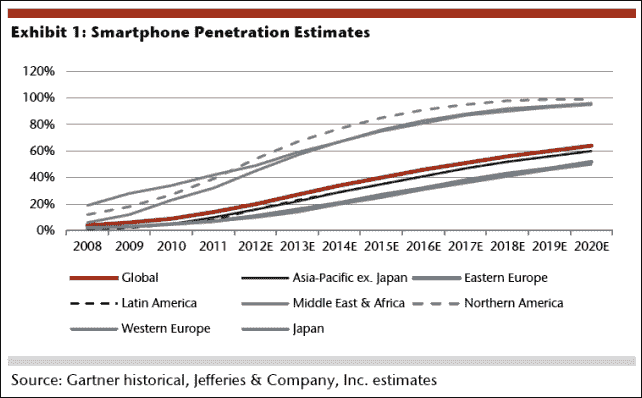 Exhibit 1: Smartphone Penetration Estimates
120%
100%
80%
60%
40%
20%
0%
2008 2009 2010 2011 2012E 2013E 2014E 2015E 2016E 2017E 2018E 2019E 2020E
Global Asia-Pacific ex. Japan Eastern Europe
Latin America Middle East & Africa Northern America
Western Europe Japan
Source: Gartner historical, Jefferies & Company, Inc. estimates